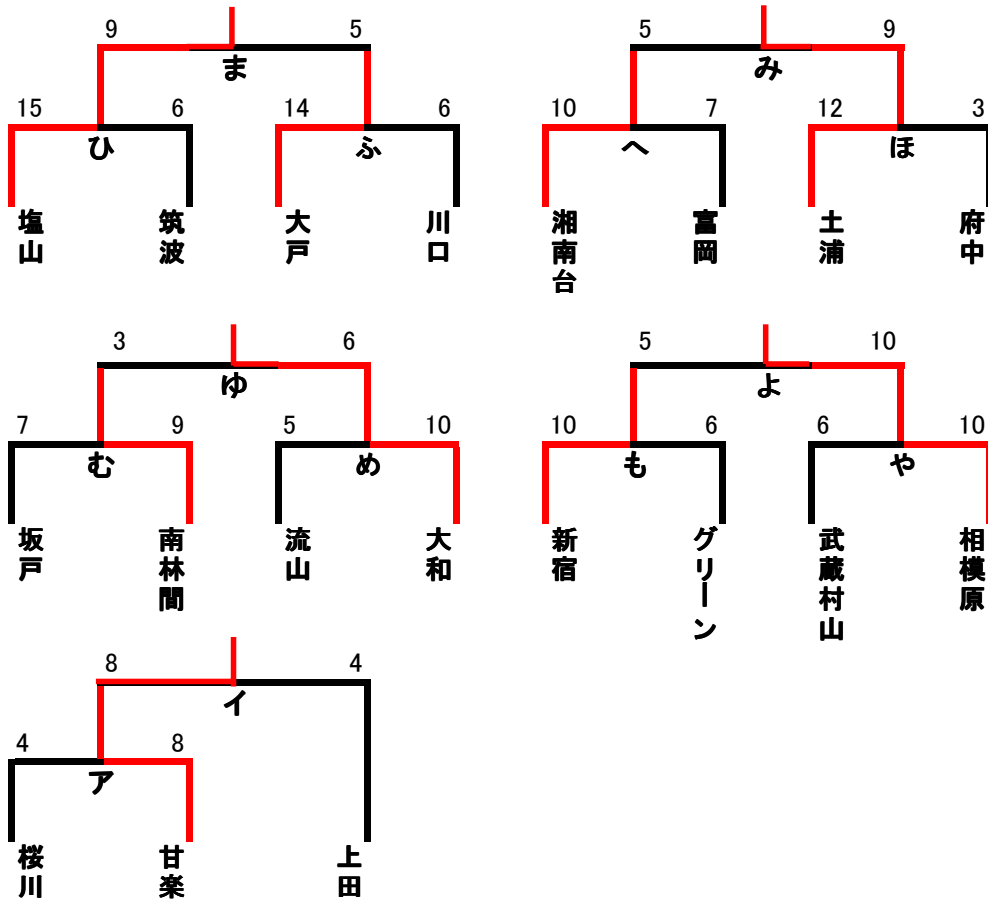 9 5
ま
15 6 14 6
ひ ふ
塩山 筑波 大戸 川口
5 9
み
10 7 12 3
へ ほ
湘南台 富岡 土浦 府中
3 6
ゆ
7 9 5 10
む め
坂戸 南林間 流山 大和
5 10
よ
10 6 6 10
も や
新宿 グリーン 武蔵村山 相模原
8 4
イ
4 8
ア
桜川 甘楽 上田